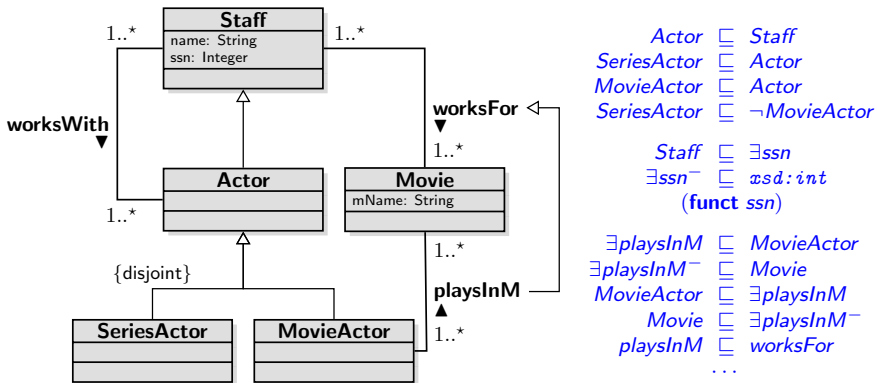 Staff
name: String
ssn: Integer
1..*
1..*
worksWith
worksFor
1..*
1..*
Actor
Movie
mName: String
1..*
{disjoint}
playsInM
1..*
SeriesActor
MovieActor
Actor ⊑ Staff
SeriesActor ⊑ Actor
MovieActor ⊑ Actor
SeriesActor ⊑ ¬MovieActor
Staff ⊑ ∃ssn
∃ssn⁻ ⊑ xsd:int
(funct ssn)
∃playsInM ⊑ MovieActor
∃playsInM⁻ ⊑ Movie
MovieActor ⊑ ∃playsInM
Movie ⊑ ∃playsInM⁻
playsInM ⊑ worksFor
...